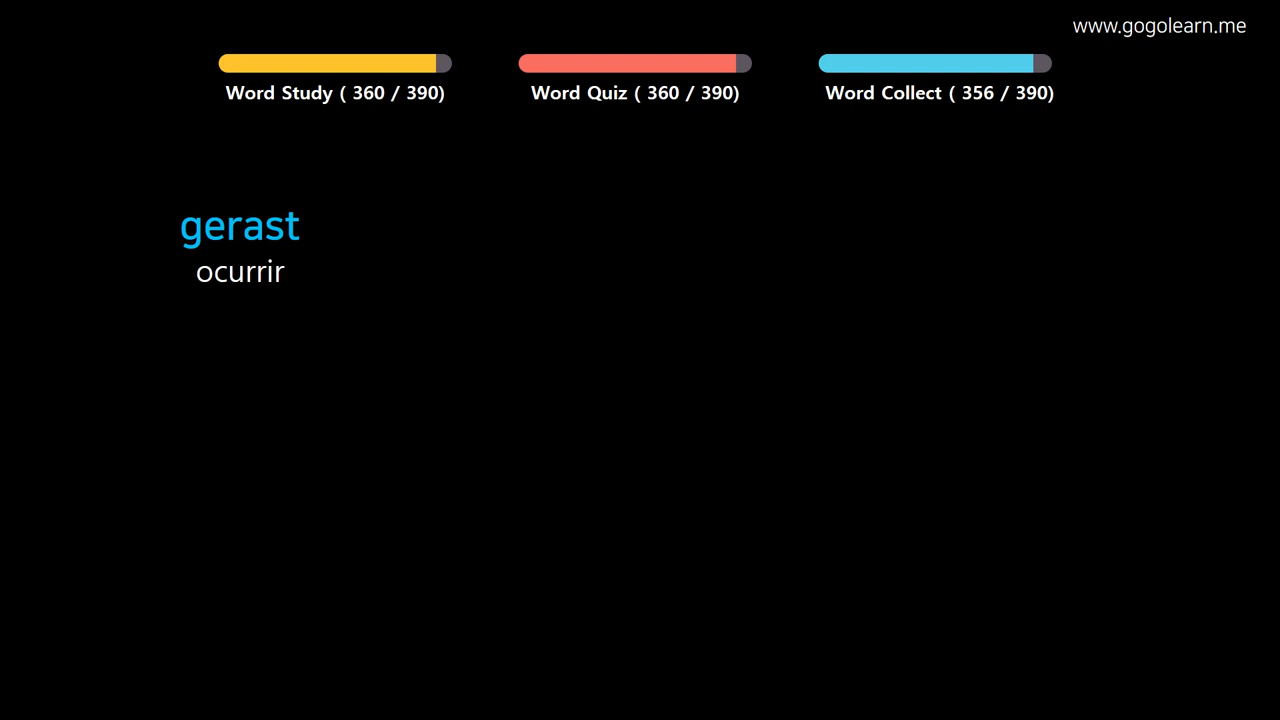 www.gogolearn.me
Word Study ( 360 / 390)
Word Quiz ( 360 / 390)
Word Collect ( 356 / 390)
gerast
ocurrir